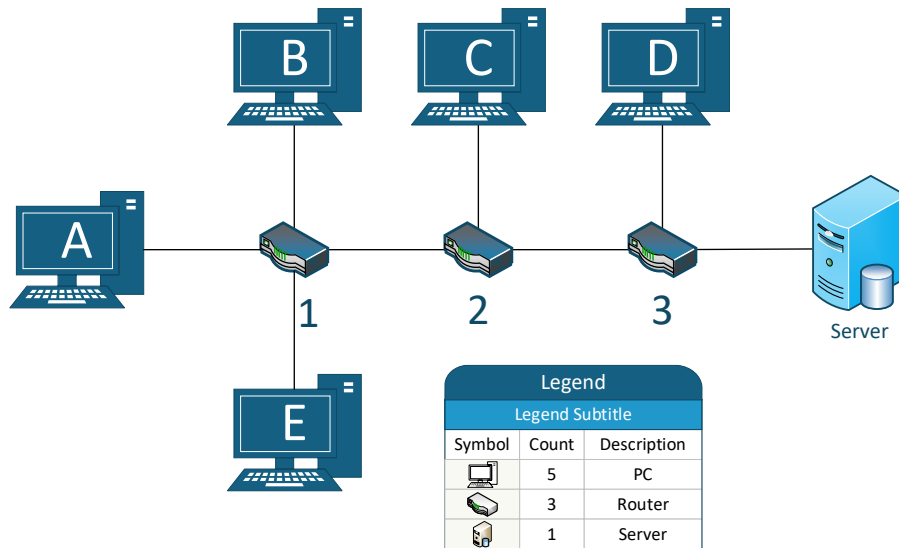 B
C
D
A
1
2
3
Server
E
Legend
Legend Subtitle
Symbol Count Description
5 PC
3 Router
1 Server